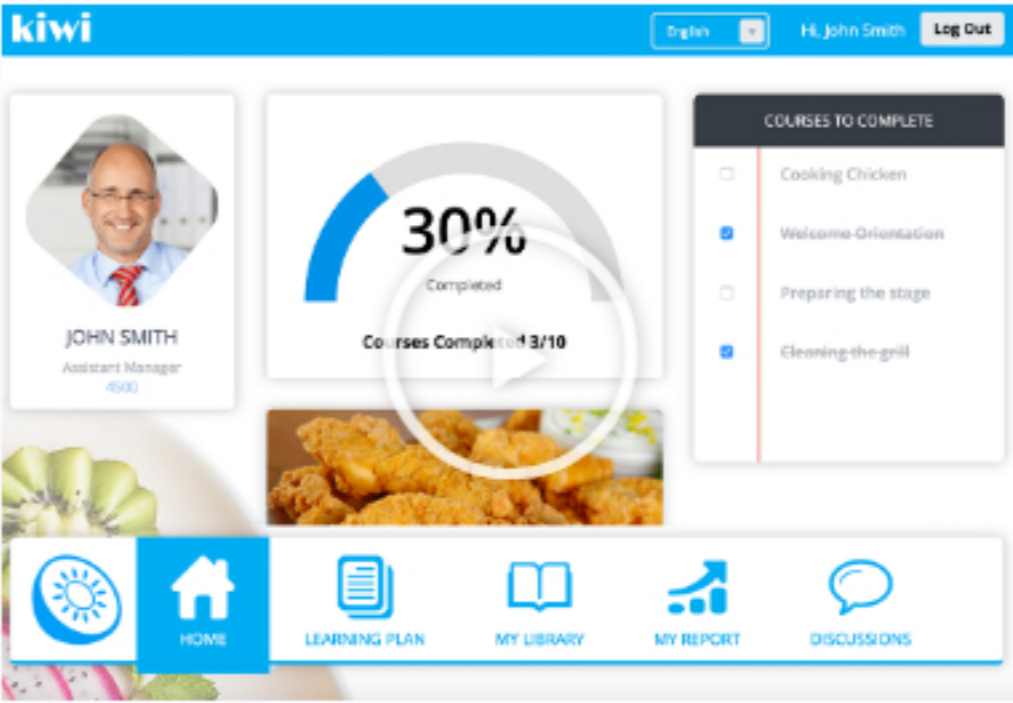 kiwi
English
Hi, John Smith
Log Out
JOHN SMITH
Assistant Manager
4500
30%
Completed
Courses Completed 3/10
COURSES TO COMPLETE
Cooking Chicken
Welcome Orientation
Preparing the stage
Cleaning the grill
HOME
LEARNING PLAN
MY LIBRARY
MY REPORT
DISCUSSIONS